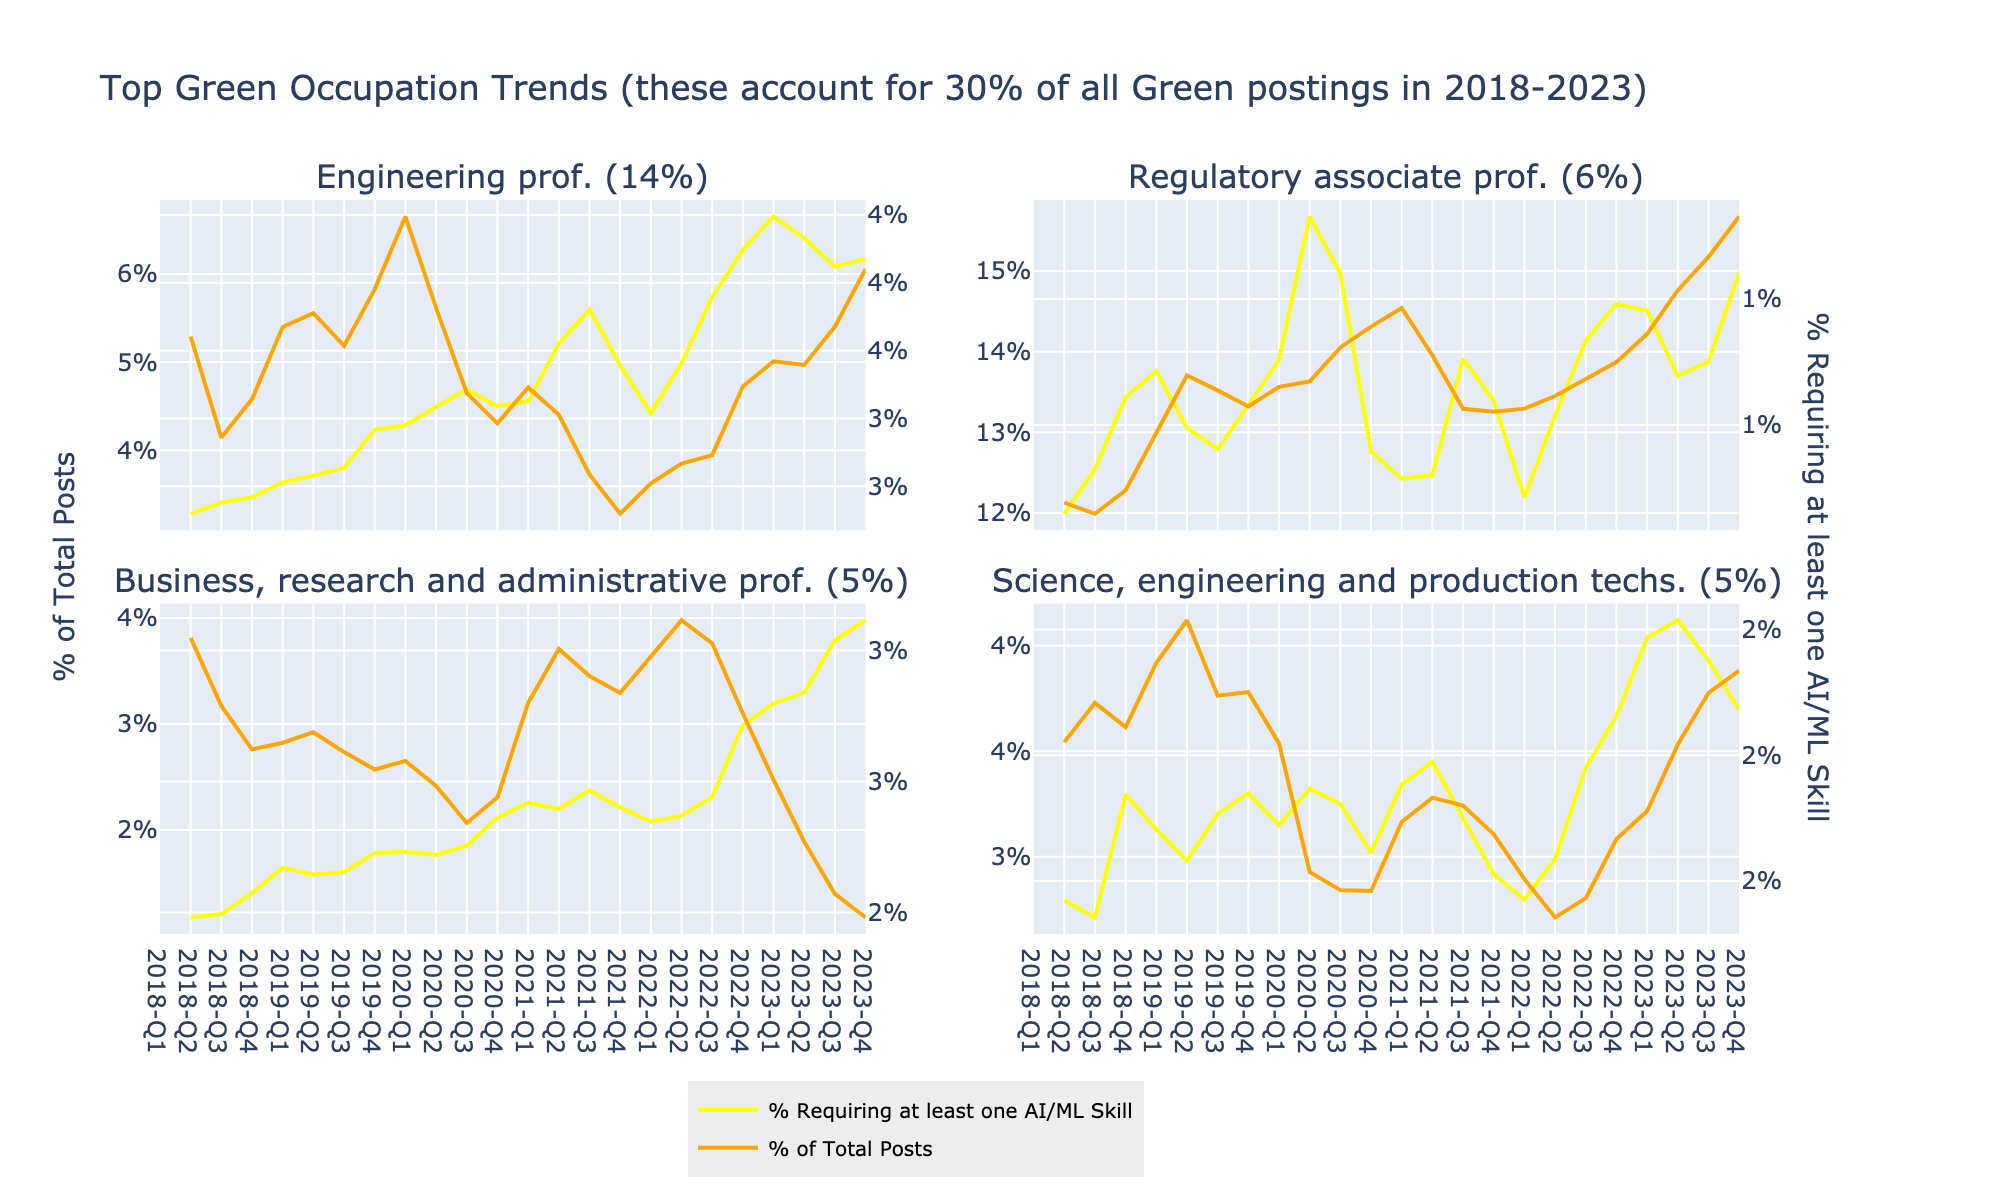 Top Green Occupation Trends (these account for 30% of all Green postings in 2018-2023)
Engineering prof. (14%)
Regulatory associate prof. (6%)
6%
5%
4%
4%
4%
4%
3%
3%
15%
14%
13%
12%
1%
1%
% of Total Posts
% Requiring at least one AI/ML Skill
Business, research and administrative prof. (5%)
Science, engineering and production techs. (5%)
4%
3%
2%
3%
3%
2%
4%
4%
3%
2%
2%
2%
2018-Q1
2018-Q2
2018-Q3
2018-Q4
2019-Q1
2019-Q2
2019-Q3
2019-Q4
2020-Q1
2020-Q2
2020-Q3
2020-Q4
2021-Q1
2021-Q2
2021-Q3
2021-Q4
2022-Q1
2022-Q2
2022-Q3
2022-Q4
2023-Q1
2023-Q2
2023-Q3
2023-Q4
2018-Q1
2018-Q2
2018-Q3
2018-Q4
2019-Q1
2019-Q2
2019-Q3
2019-Q4
2020-Q1
2020-Q2
2020-Q3
2020-Q4
2021-Q1
2021-Q2
2021-Q3
2021-Q4
2022-Q1
2022-Q2
2022-Q3
2022-Q4
2023-Q1
2023-Q2
2023-Q3
2023-Q4
% Requiring at least one AI/ML Skill
% of Total Posts